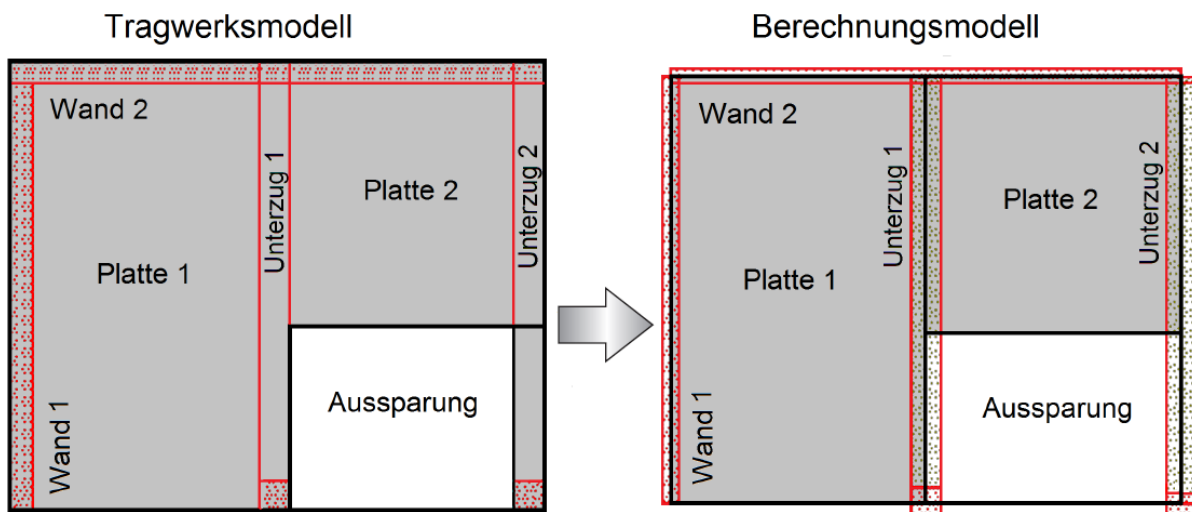 Tragwerksmodell
Wand 2
Unterzug 1
Platte 2
Unterzug 2
Platte 1
Aussparung
Wand 1
Berechnungsmodell
Wand 2
Unterzug 1
Platte 2
Unterzug 2
Platte 1
Aussparung
Wand 1